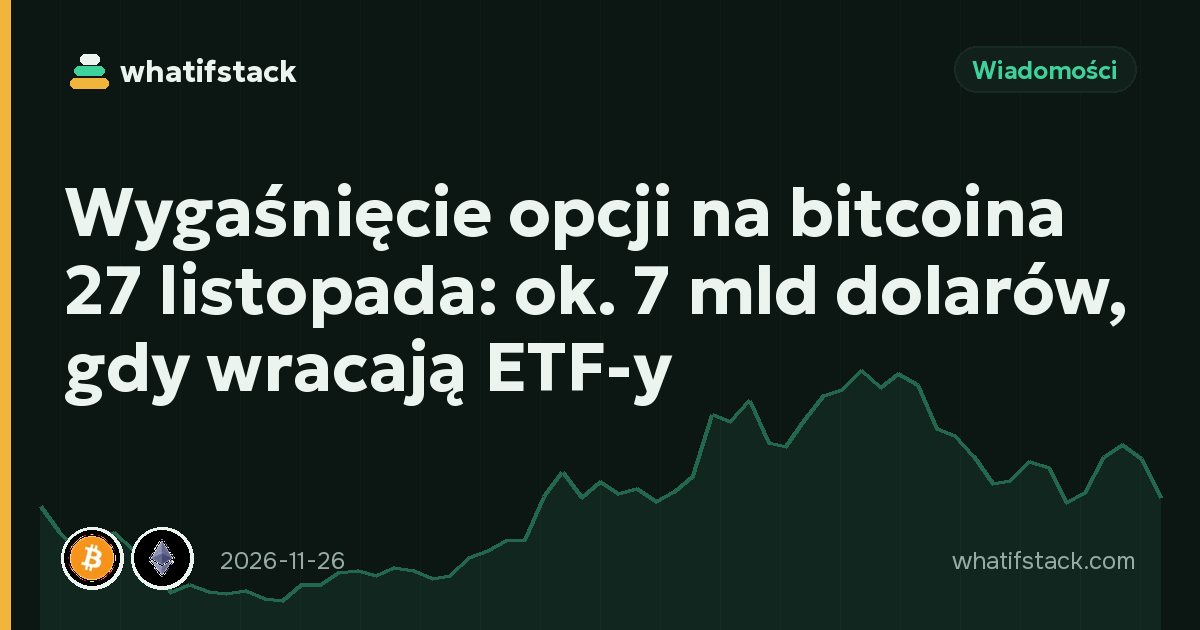 whatifstack
Wiadomości
Wygaśnięcie opcji na bitcoina
27 listopada: ok. 7 mld dolarów,
gdy wracają ETF-y
2026-11-26
whatifstack.com